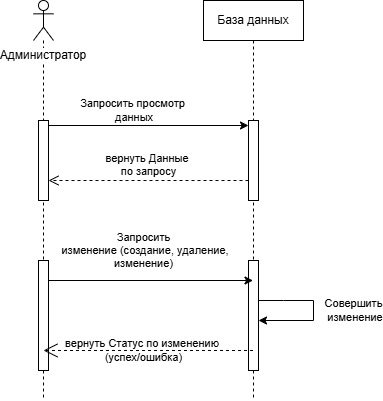 База данных
Администратор
Запросить просмотр
данных
вернуть Данные
по запросу
Запросить
изменение (создание, удаление,
изменение)
Совершить
изменение
вернуть Статус по изменению
(успех/ошибка)